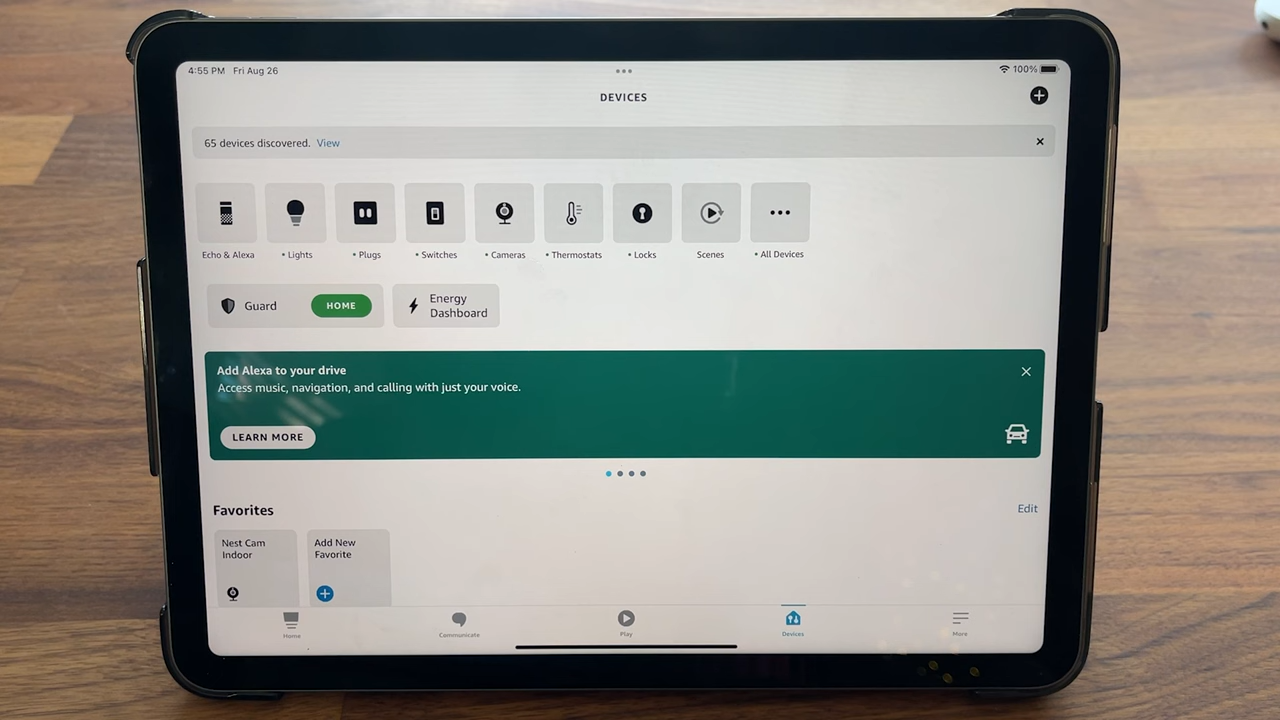 4:55 PM Fri Aug 26
100%
DEVICES
65 devices discovered. View
Echo & Alexa
• Lights
• Plugs
• Switches
• Cameras
• Thermostats
• Locks
Scenes
• All Devices
Guard
HOME
Energy
Dashboard
Add Alexa to your drive
Access music, navigation, and calling with just your voice.
LEARN MORE
Favorites
Edit
Nest Cam
Indoor
Add New
Favorite
Home
Communicate
Play
Devices
More